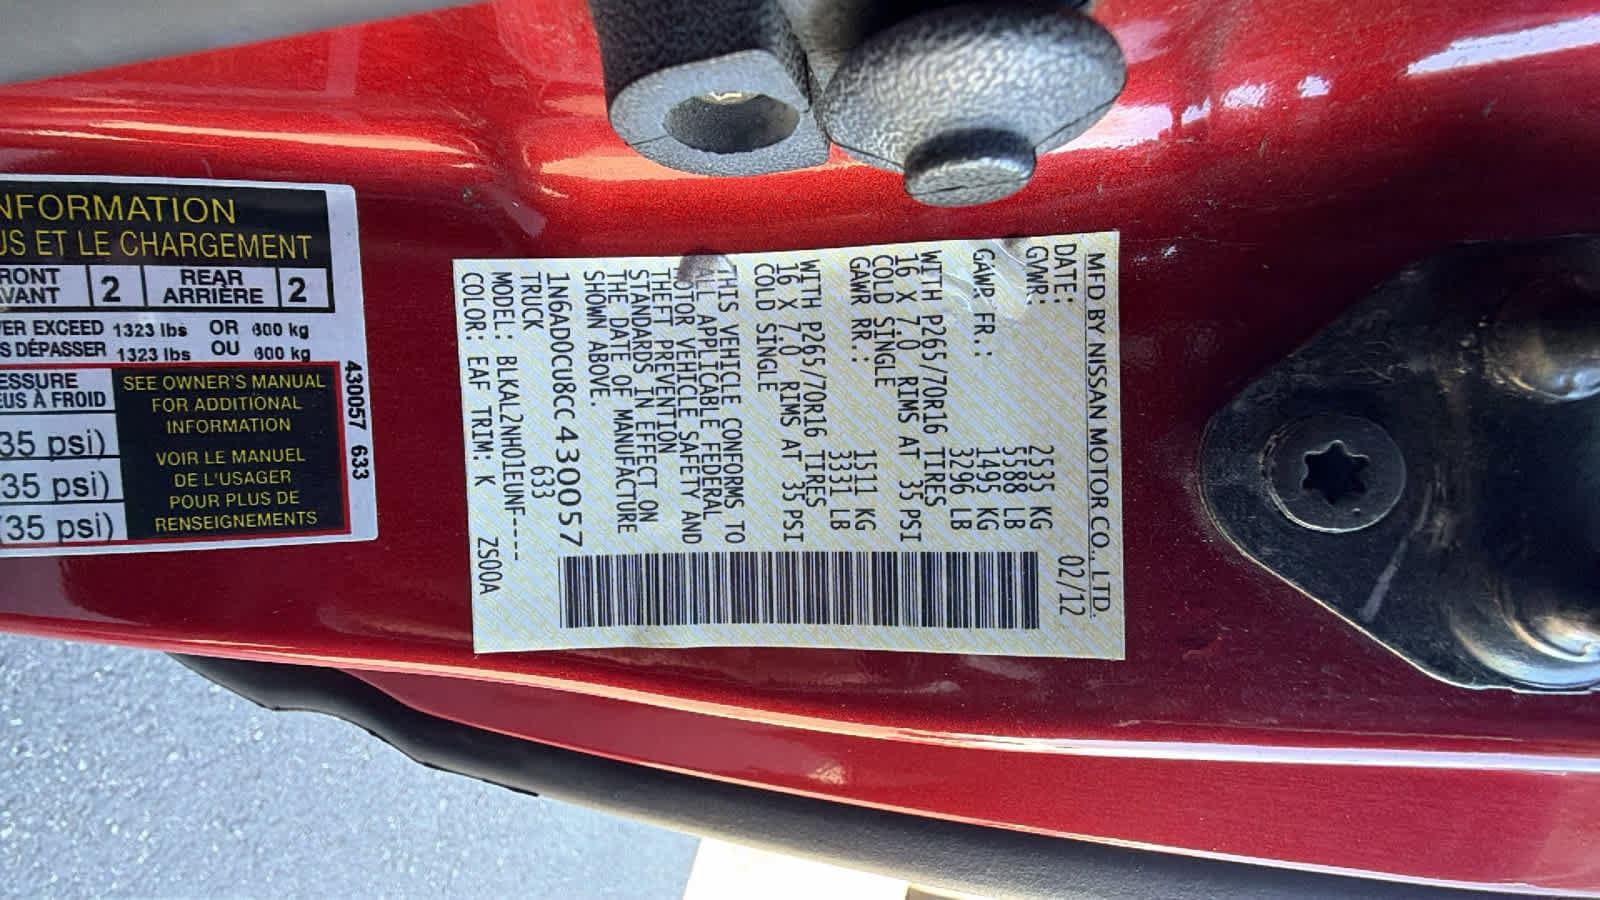 NFORMATION
US ET LE CHARGEMENT
RONT 2 REAR 2
AVANT ARRIÈRE
VER EXCEED 1323 lbs OR 600 kg
S DÉPASSER 1323 lbs OU 600 kg
ESSURE
EUS À FROID
35 psi)
35 psi)
(35 psi)
SEE OWNER'S MANUAL
FOR ADDITIONAL
INFORMATION
VOIR LE MANUEL
DE L'USAGER
POUR PLUS DE
RENSEIGNEMENTS
430057 633
MFD BY NISSAN MOTOR CO., LTD.
DATE: 02/12
GVWR: 2535 KG
5588 LB
GAWR FR.: 1495 KG
3296 LB
WITH P265/70R16 TIRES
16 X 7.0 RIMS AT 35 PSI
COLD SINGLE
GAWR RR.: 1511 KG
3331 LB
WITH P265/70R16 TIRES
16 X 7.0 RIMS AT 35 PSI
COLD SINGLE
THIS VEHICLE CONFORMS TO
ALL APPLICABLE FEDERAL
MOTOR VEHICLE SAFETY AND
THEFT PREVENTION
STANDARDS IN EFFECT ON
THE DATE OF MANUFACTURE
SHOWN ABOVE.
1N6AD0CU8CC430057
TRUCK 633
MODEL: BLKAL2NH01EUNF----
COLOR: EAF TRIM: K ZS00A